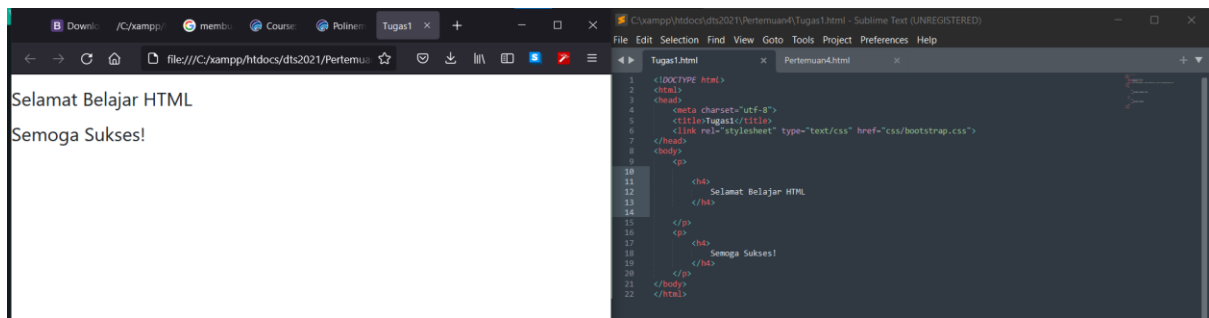 Downlo
/C:/xampp/
membu
Course:
Polinem
Tugas1
file:///C:/xampp/htdocs/dts2021/Pertemua
Selamat Belajar HTML
Semoga Sukses!
C:\xampp\htdocs\dts2021\Pertemuan4\Tugas1.html - Sublime Text (UNREGISTERED)
File Edit Selection Find View Goto Tools Project Preferences Help
Tugas1.html
Pertemuan4.html
1 <!DOCTYPE html>
2 <html>
3 <head>
4 <meta charset="utf-8">
5 <title>Tugas1</title>
6 <link rel="stylesheet" type="text/css" href="css/bootstrap.css">
7 </head>
8 <body>
9 <p>
10
11 <h4>
12 Selamat Belajar HTML
13 </h4>
14
15 </p>
16 <p>
17 <h4>
18 Semoga Sukses!
19 </h4>
20 </p>
21 </body>
22 </html>